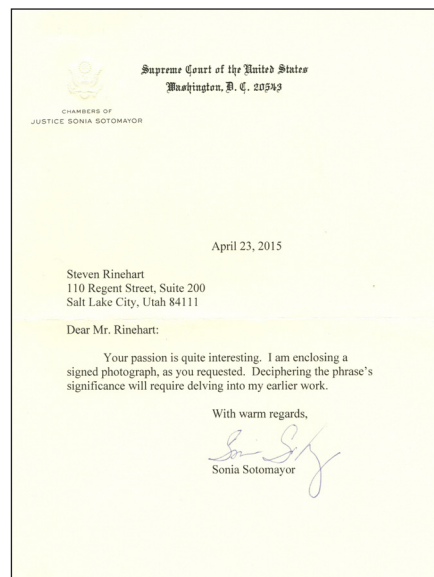 Supreme Court of the United States
Washington, D. C. 20543
CHAMBERS OF
JUSTICE SONIA SOTOMAYOR
April 23, 2015
Steven Rinehart
110 Regent Street, Suite 200
Salt Lake City, Utah 84111
Dear Mr. Rinehart:
Your passion is quite interesting. I am enclosing a
signed photograph, as you requested. Deciphering the phrase's
significance will require delving into my earlier work.
With warm regards,
Sonia Sotomayor